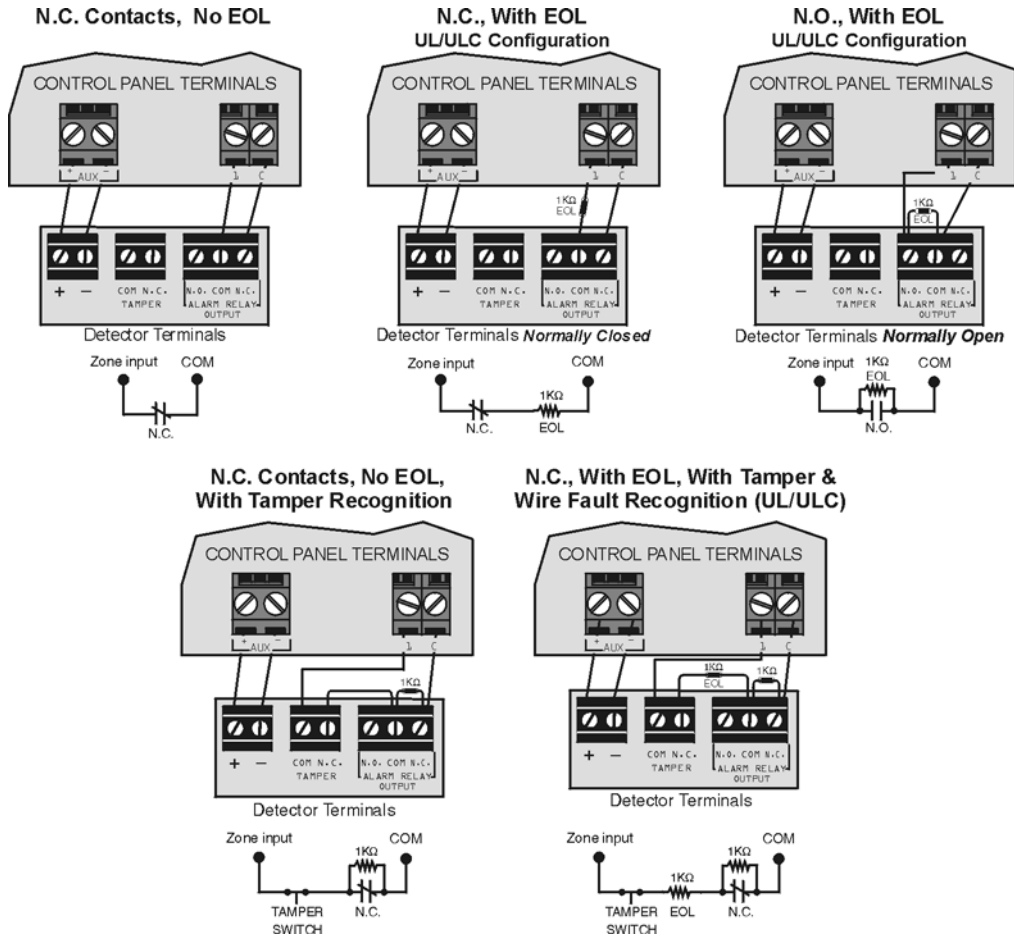 N.C. Contacts, No EOL
CONTROL PANEL TERMINALS
+ AUX - 1 C
+ - COM N.C. N.O. COM N.C.
TAMPER ALARM RELAY
OUTPUT
Detector Terminals
Zone input COM
N.C.
N.C., With EOL
UL/ULC Configuration
CONTROL PANEL TERMINALS
+ AUX - 1 C
1KΩ
EOL
+ - COM N.C. N.O. COM N.C.
TAMPER ALARM RELAY
OUTPUT
Detector Terminals Normally Closed
Zone input COM
1KΩ
N.C. EOL
N.O., With EOL
UL/ULC Configuration
CONTROL PANEL TERMINALS
+ AUX - 1 C
1KΩ
EOL
+ - COM N.C. N.O. COM N.C.
TAMPER ALARM RELAY
OUTPUT
Detector Terminals Normally Open
Zone input 1KΩ COM
EOL
N.O.
N.C. Contacts, No EOL,
With Tamper Recognition
CONTROL PANEL TERMINALS
+ AUX - 1 C
1KΩ
+ - COM N.C. N.O. COM N.C.
TAMPER ALARM RELAY
OUTPUT
Detector Terminals
Zone input COM
1KΩ
TAMPER N.C.
SWITCH
N.C., With EOL, With Tamper &
Wire Fault Recognition (UL/ULC)
CONTROL PANEL TERMINALS
+ AUX - 1 C
1KΩ 1KΩ
EOL
+ - COM N.C. N.O. COM N.C.
TAMPER ALARM RELAY
OUTPUT
Detector Terminals
Zone input COM
1KΩ
1KΩ
TAMPER EOL N.C.
SWITCH